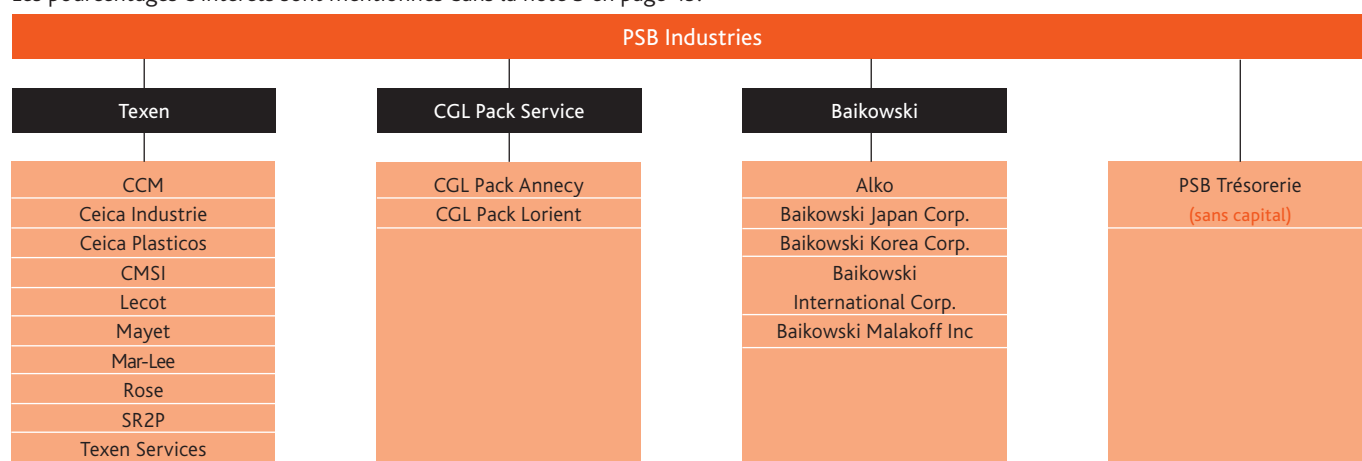 PSB Industries
Texen
CCM
Ceica Industrie
Ceica Plasticos
CMSI
Lecot
Mayet
Mar-Lee
Rose
SR2P
Texen Services
CGL Pack Service
CGL Pack Annecy
CGL Pack Lorient
Baikowski
Alko
Baikowski Japan Corp.
Baikowski Korea Corp.
Baikowski
International Corp.
Baikowski Malakoff Inc
PSB Trésorerie
(sans capital)